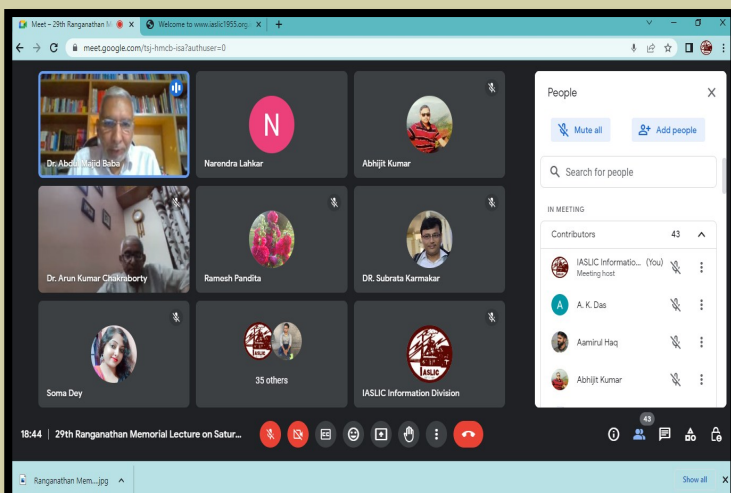 Meet – 29th Ranganathan M
Welcome to www.iaslic1955.org.
meet.google.com/tsj-hmcb-isa?authuser=0
Dr. Abdul Majid Baba
N
Narendra Lahkar
Abhijit Kumar
Dr. Arun Kumar Chakraborty
Ramesh Pandita
DR. Subrata Karmakar
Soma Dey
IASLIC
35 others
IASLIC
IASLIC Information Division
People
Mute all
Add people
Search for people
IN MEETING
Contributors 43
IASLIC Informatio... (You)
Meeting host
A A. K. Das
Aamirul Haq
Abhijit Kumar
18:44 | 29th Ranganathan Memorial Lecture on Satur...
43
Ranganathan Mem....jpg
Show all